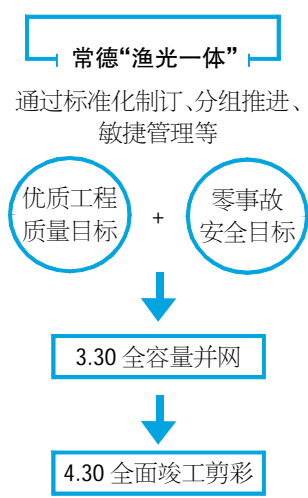 常德“渔光一体”
通过标准化制订、分组推进、
敏捷管理等
优质工程
质量目标
+
零事故
安全目标
3.30 全容量并网
4.30 全面竣工剪彩